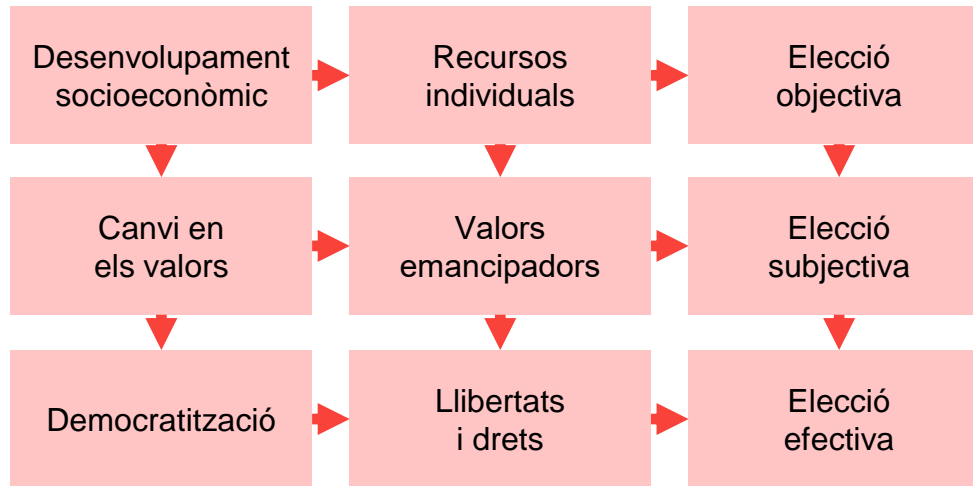 Desenvolupament
socioeconòmic
Recursos
individuals
Elecció
objectiva
Canvi en
els valors
Valors
emancipadors
Elecció
subjectiva
Democratització
Llibertats
i drets
Elecció
efectiva